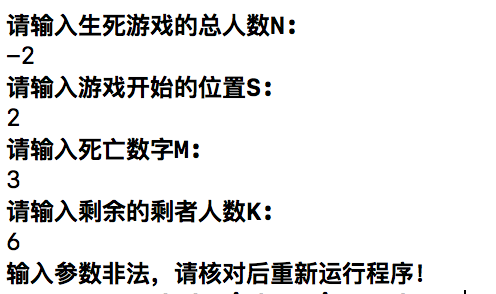 请输入生死游戏的总人数N：
-2
请输入游戏开始的位置S：
2
请输入死亡数字M：
3
请输入剩余的剩者人数K：
6
输入参数非法，请核对后重新运行程序！